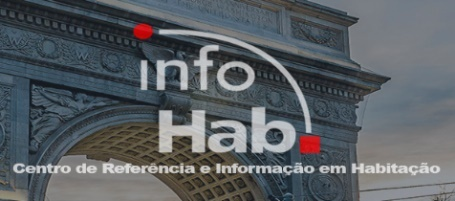 info
Hab.
Centro de Referência e Informação em Habitação